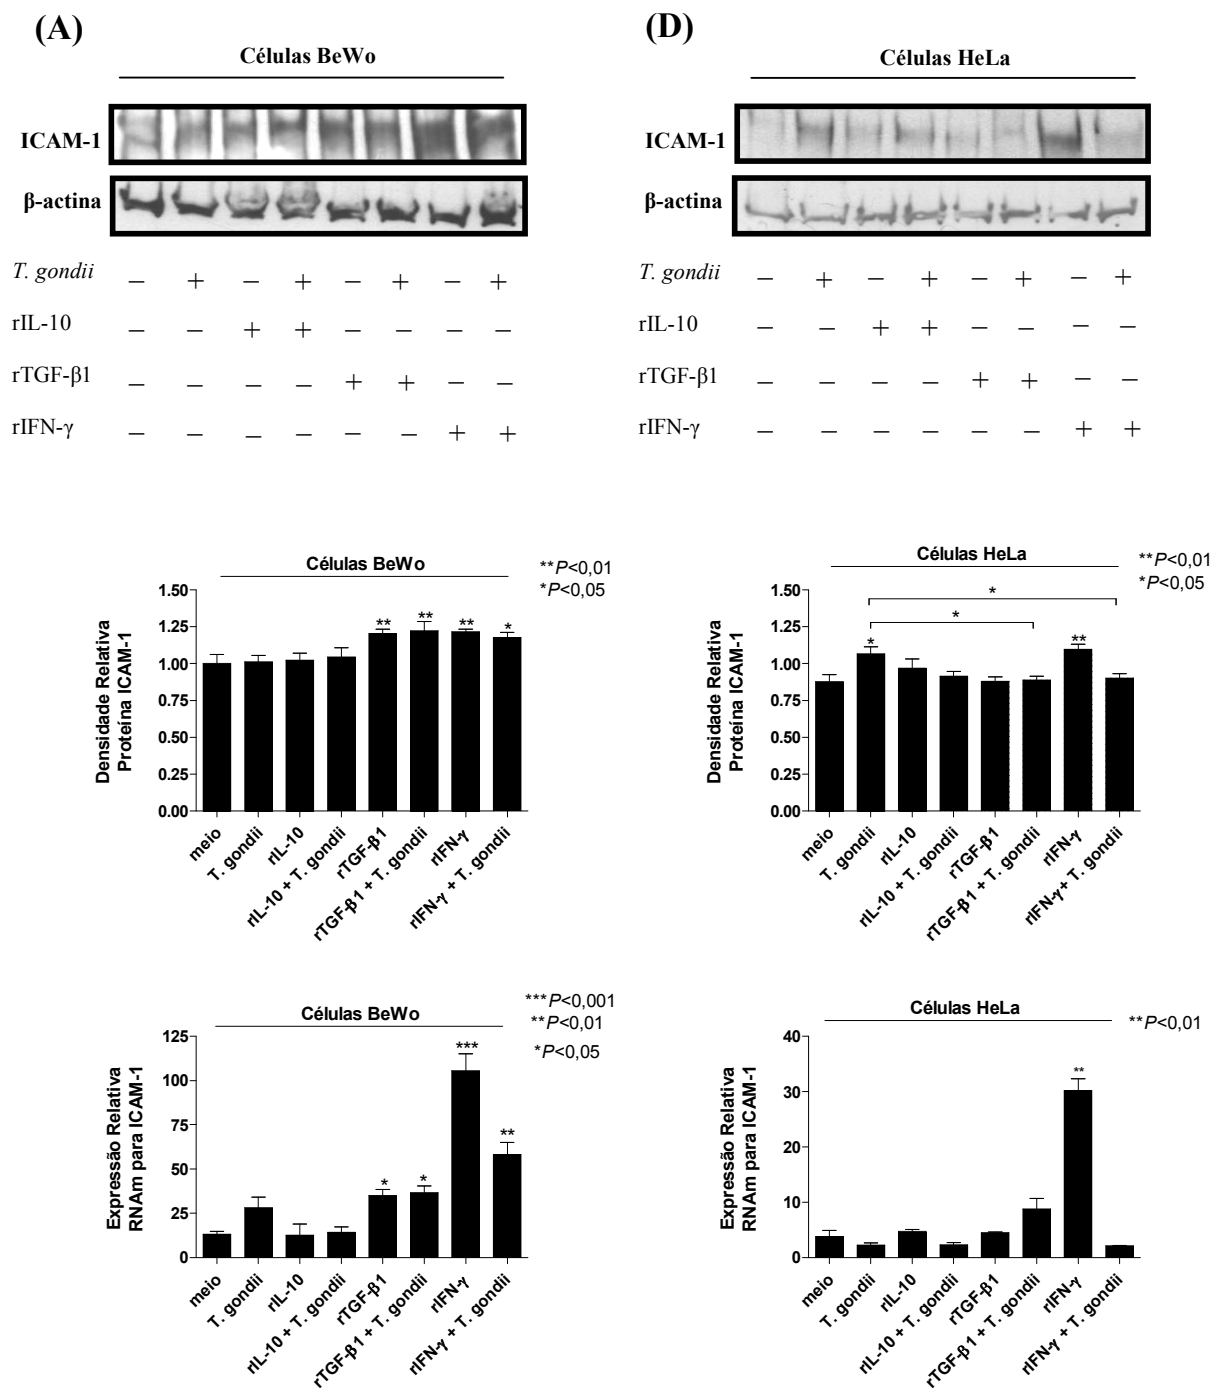 (A)
Células BeWo
ICAM-1
β-actina
T. gondii – + – + – + – +
rIL-10 – – + + – – – –
rTGF-β1 – – – – + + – –
rIFN-γ – – – – – – + +
(D)
Células HeLa
ICAM-1
β-actina
T. gondii – + – + – + – +
rIL-10 – – + + – – – –
rTGF-β1 – – – – + + – –
rIFN-γ – – – – – – + +
Células BeWo
**P<0,01
*P<0,05
Densidade Relativa
Proteína ICAM-1
1.50
1.25
1.00
0.75
0.50
0.25
0.00
** ** ** *
meio
T. gondii
rIL-10
rIL-10 + T. gondii
rTGF-β1
rTGF-β1 + T. gondii
rIFN-γ
rIFN-γ + T. gondii
Células HeLa
**P<0,01
*P<0,05
Densidade Relativa
Proteína ICAM-1
1.50
1.25
1.00
0.75
0.50
0.25
0.00
*
*
* **
meio
T. gondii
rIL-10
rIL-10 + T. gondii
rTGF-β1
rTGF-β1 + T. gondii
rIFN-γ
rIFN-γ + T. gondii
Células BeWo
***P<0,001
**P<0,01
*P<0,05
Expressão Relativa
RNAm para ICAM-1
125
100
75
50
25
0
* * *** **
meio
T. gondii
rIL-10
rIL-10 + T. gondii
rTGF-β1
rTGF-β1 + T. gondii
rIFN-γ
rIFN-γ + T. gondii
Células HeLa
**P<0,01
Expressão Relativa
RNAm para ICAM-1
40
30
20
10
0
**
meio
T. gondii
rIL-10
rIL-10 + T. gondii
rTGF-β1
rTGF-β1 + T. gondii
rIFN-γ
rIFN-γ + T. gondii